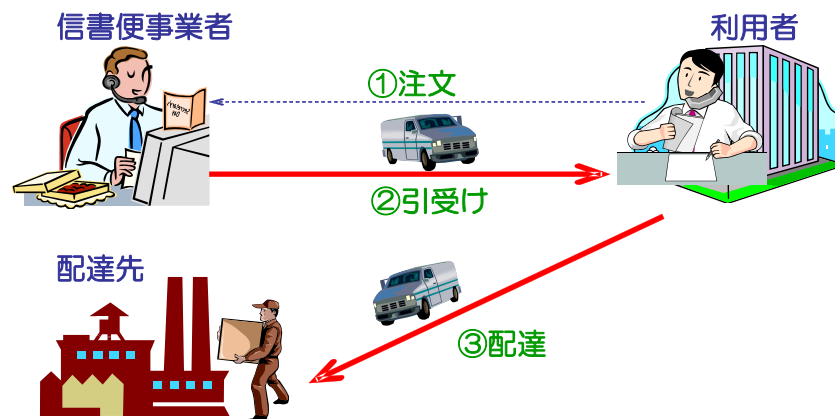 信書便事業者
利用者
①注文
②引受け
配達先
③配達